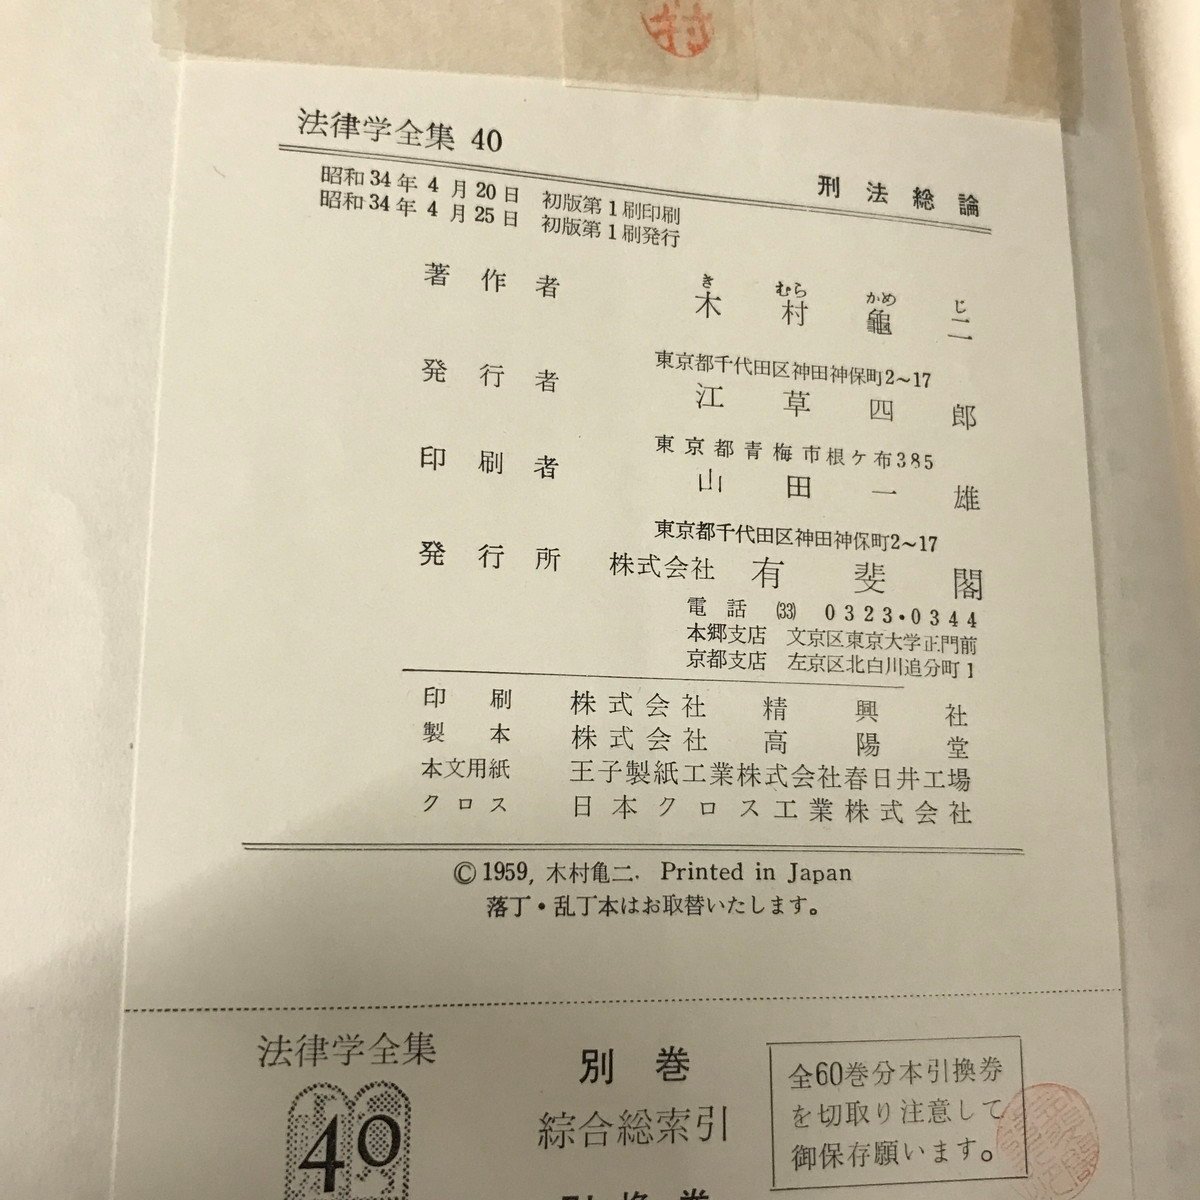 法律学全集 40
刑法総論
昭和34年4月20日 初版第1刷印刷
昭和34年4月25日 初版第1刷発行
き むら かめ じ
著作者 木村龜二
東京都千代田区神田神保町2~17
発行者 江草四郎
東京都青梅市根ケ布385
印刷者 山田一雄
東京都千代田区神田神保町2~17
発行所 株式会社 有斐閣
電話 (33) 0323・0344
本郷支店 文京区東京大学正門前
京都支店 左京区北白川追分町1
印刷 株式会社 精興社
製本 株式会社 高陽堂
本文用紙 王子製紙工業株式会社春日井工場
クロス 日本クロス工業株式会社
© 1959, 木村亀二. Printed in Japan
落丁・乱丁本はお取替いたします。
法律学全集
40
別巻
綜合総索引
引換券
全60巻分本引換券
を切取り注意して
御保存願います。